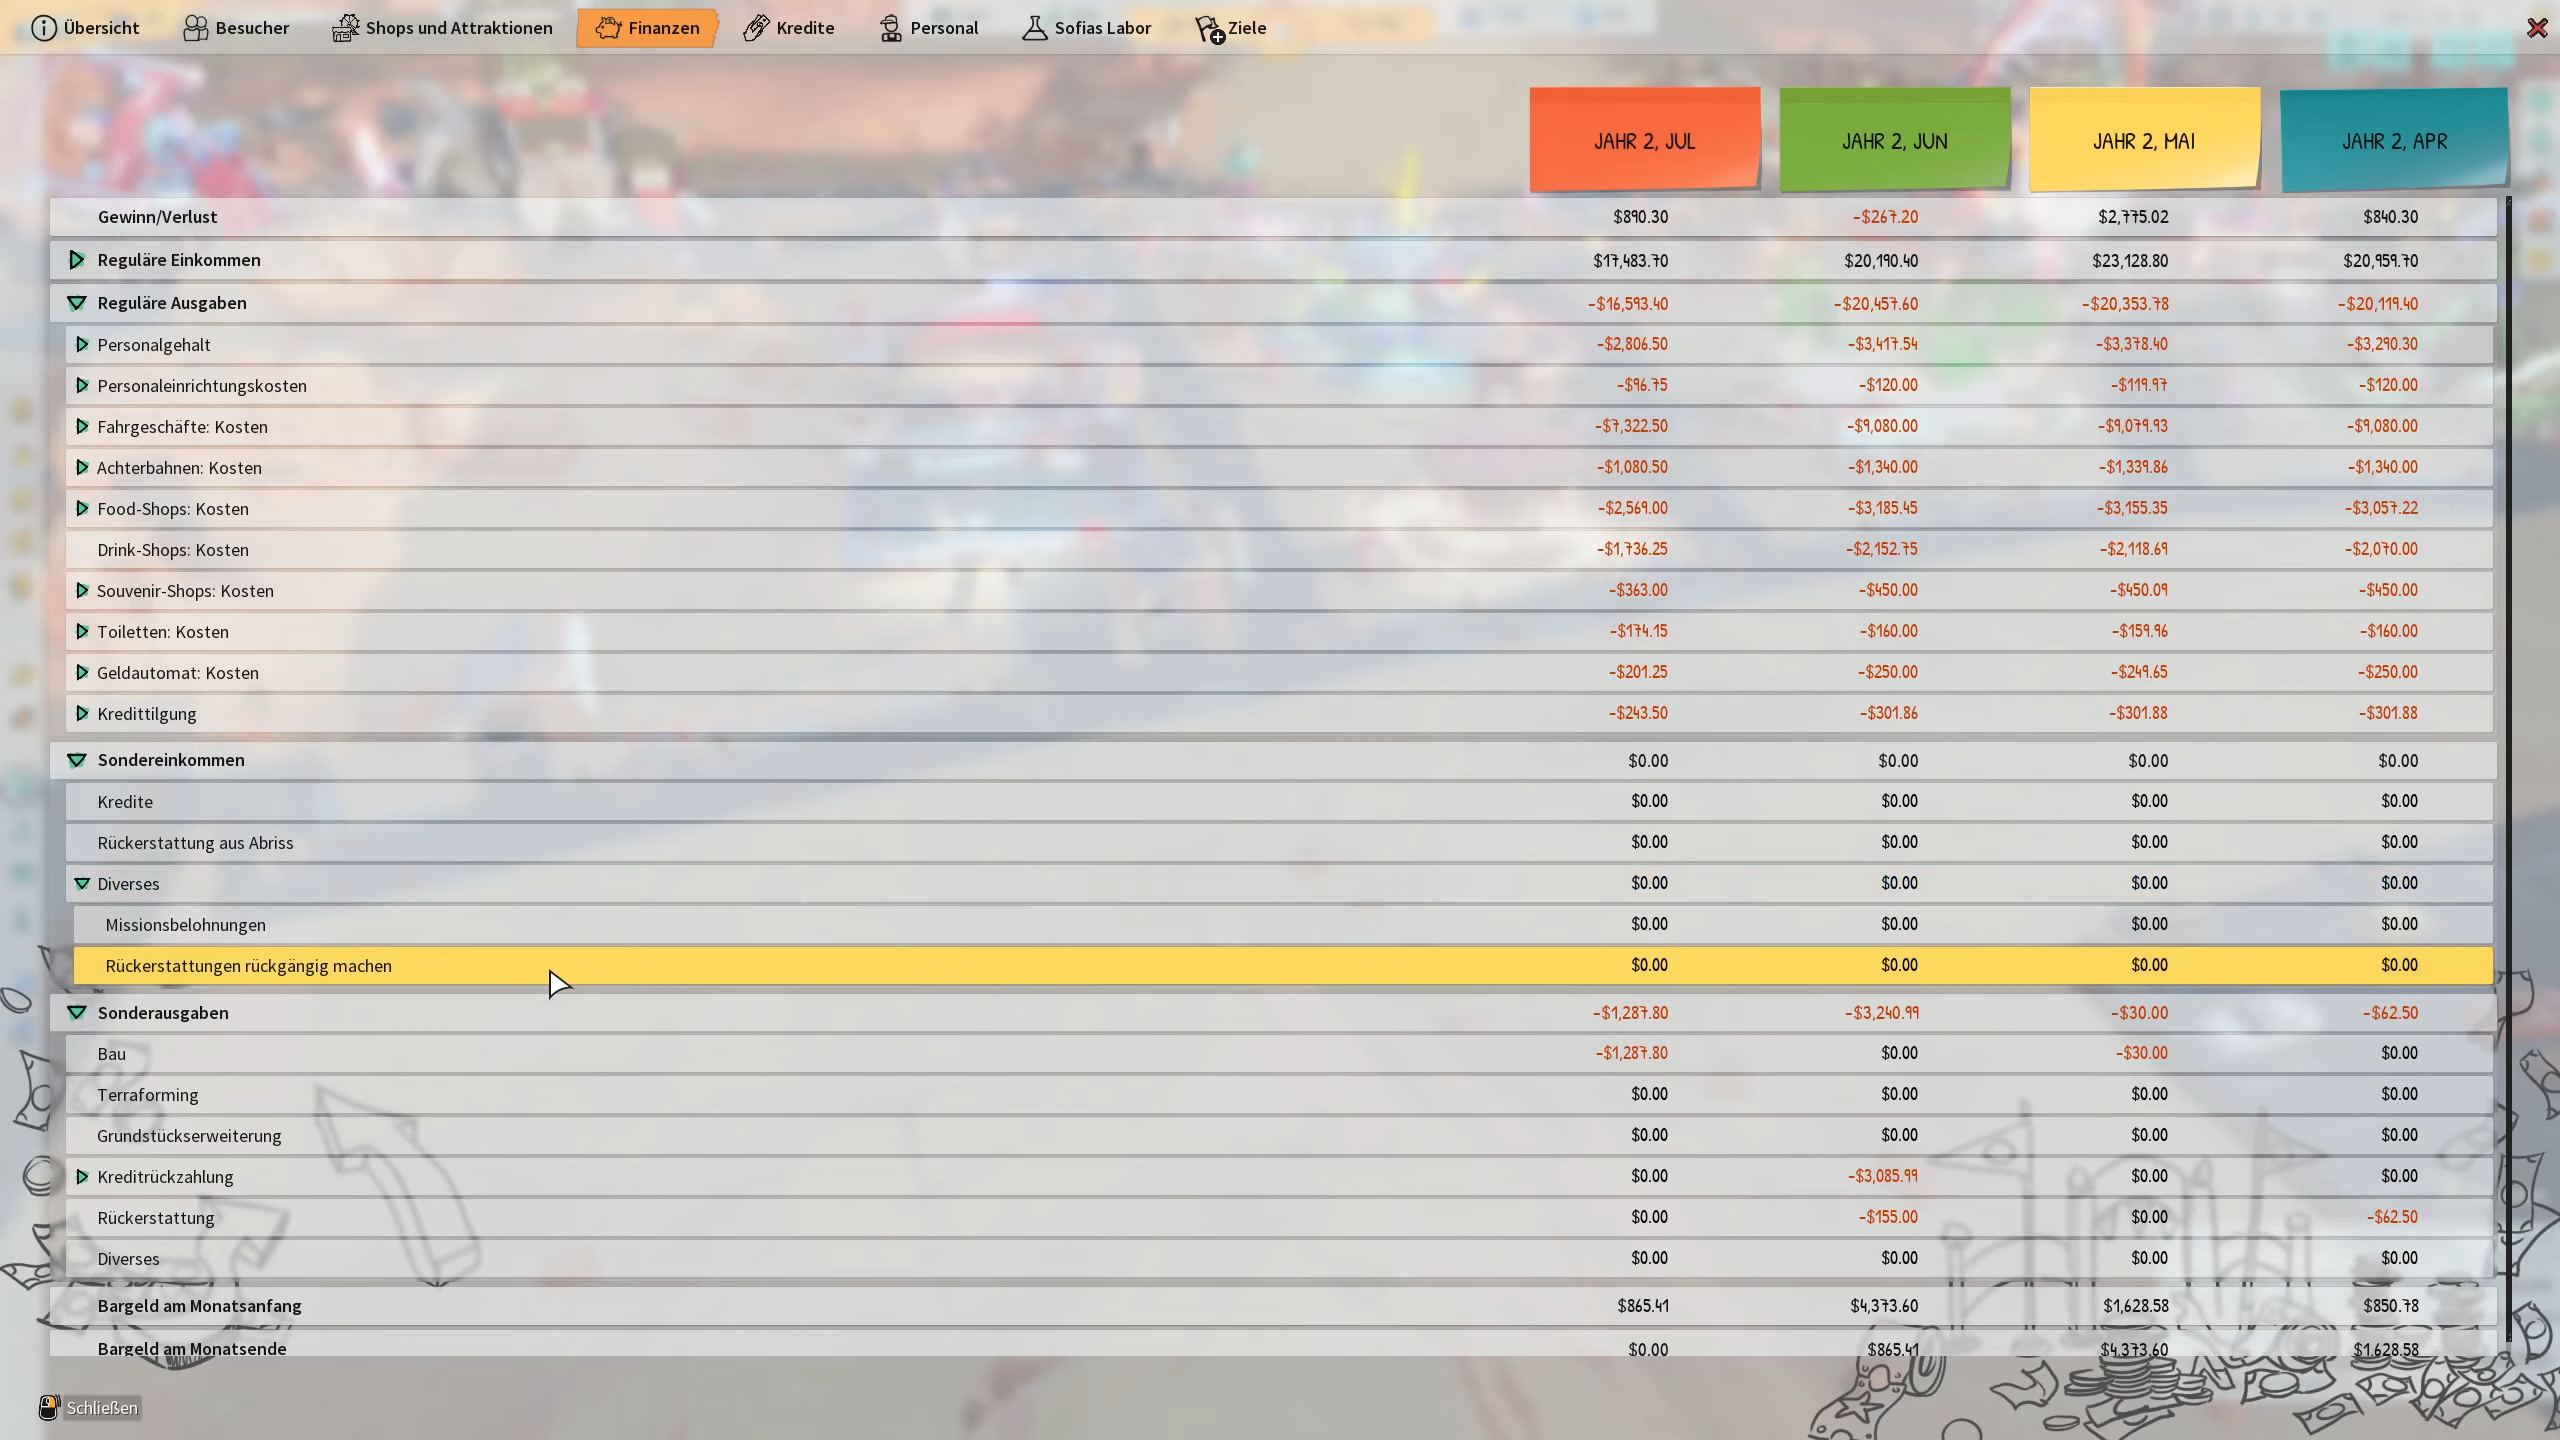 Übersicht Besucher Shops und Attraktionen Finanzen Kredite Personal Sofias Labor Ziele
JAHR 2, JUL JAHR 2, JUN JAHR 2, MAI JAHR 2, APR
Gewinn/Verlust $890.30 -$267.20 $2,775.02 $840.30
Reguläre Einkommen $17,483.70 $20,190.40 $23,128.80 $20,959.70
Reguläre Ausgaben -$16,593.40 -$20,457.60 -$20,353.78 -$20,119.40
Personalgehalt -$2,806.50 -$3,417.54 -$3,378.40 -$3,290.30
Personaleinrichtungskosten -$96.75 -$120.00 -$119.97 -$120.00
Fahrgeschäfte: Kosten -$7,322.50 -$9,080.00 -$9,079.93 -$9,080.00
Achterbahnen: Kosten -$1,080.50 -$1,340.00 -$1,339.86 -$1,340.00
Food-Shops: Kosten -$2,569.00 -$3,185.45 -$3,155.35 -$3,057.22
Drink-Shops: Kosten -$1,736.25 -$2,152.75 -$2,118.69 -$2,070.00
Souvenir-Shops: Kosten -$363.00 -$450.00 -$450.09 -$450.00
Toiletten: Kosten -$174.15 -$160.00 -$159.96 -$160.00
Geldautomat: Kosten -$201.25 -$250.00 -$249.65 -$250.00
Kredittilgung -$243.50 -$301.86 -$301.88 -$301.88
Sondereinkommen $0.00 $0.00 $0.00 $0.00
Kredite $0.00 $0.00 $0.00 $0.00
Rückerstattung aus Abriss $0.00 $0.00 $0.00 $0.00
Diverses $0.00 $0.00 $0.00 $0.00
Missionsbelohnungen $0.00 $0.00 $0.00 $0.00
Rückerstattungen rückgängig machen $0.00 $0.00 $0.00 $0.00
Sonderausgaben -$1,287.80 -$3,240.99 -$30.00 -$62.50
Bau -$1,287.80 $0.00 -$30.00 $0.00
Terraforming $0.00 $0.00 $0.00 $0.00
Grundstückserweiterung $0.00 $0.00 $0.00 $0.00
Kreditrückzahlung $0.00 -$3,085.99 $0.00 $0.00
Rückerstattung $0.00 -$155.00 $0.00 -$62.50
Diverses $0.00 $0.00 $0.00 $0.00
Bargeld am Monatsanfang $865.41 $4,373.60 $1,628.58 $850.78
Bargeld am Monatsende $0.00 $865.41 $4,373.60 $1,628.58
Schließen